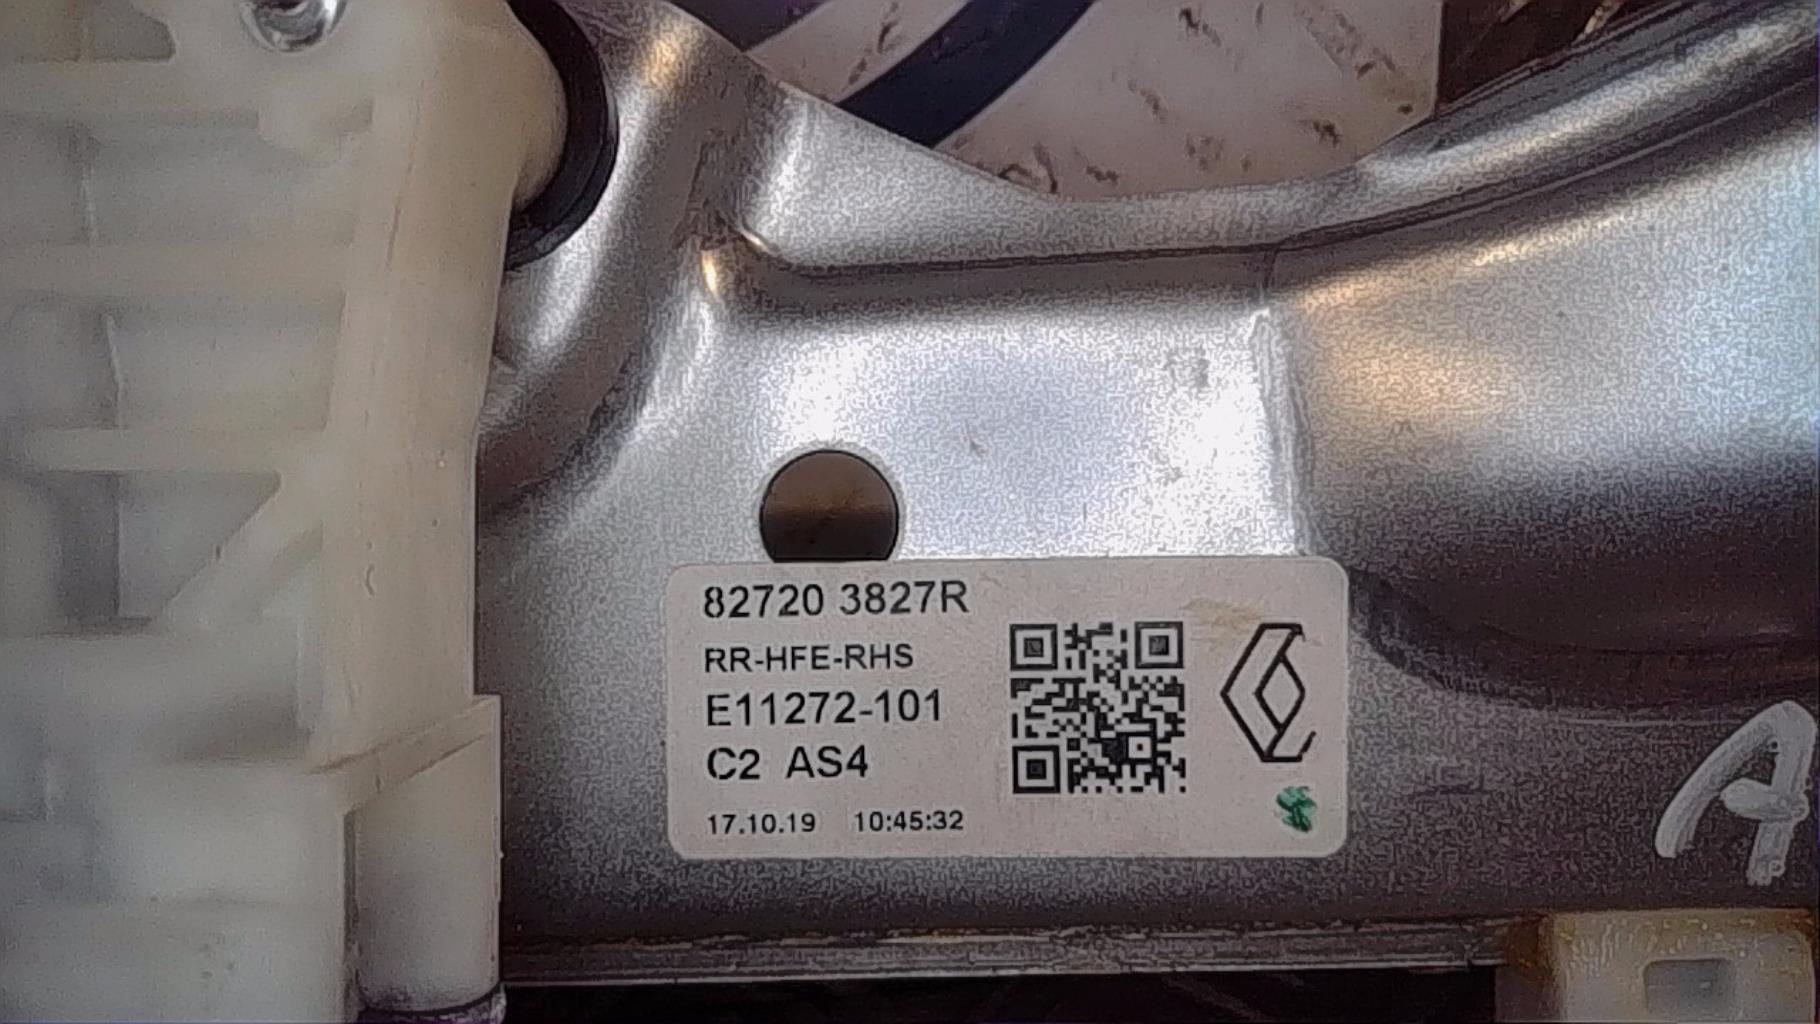 82720 3827R
RR-HFE-RHS
E11272-101
C2 AS4
17.10.19 10:45:32
A